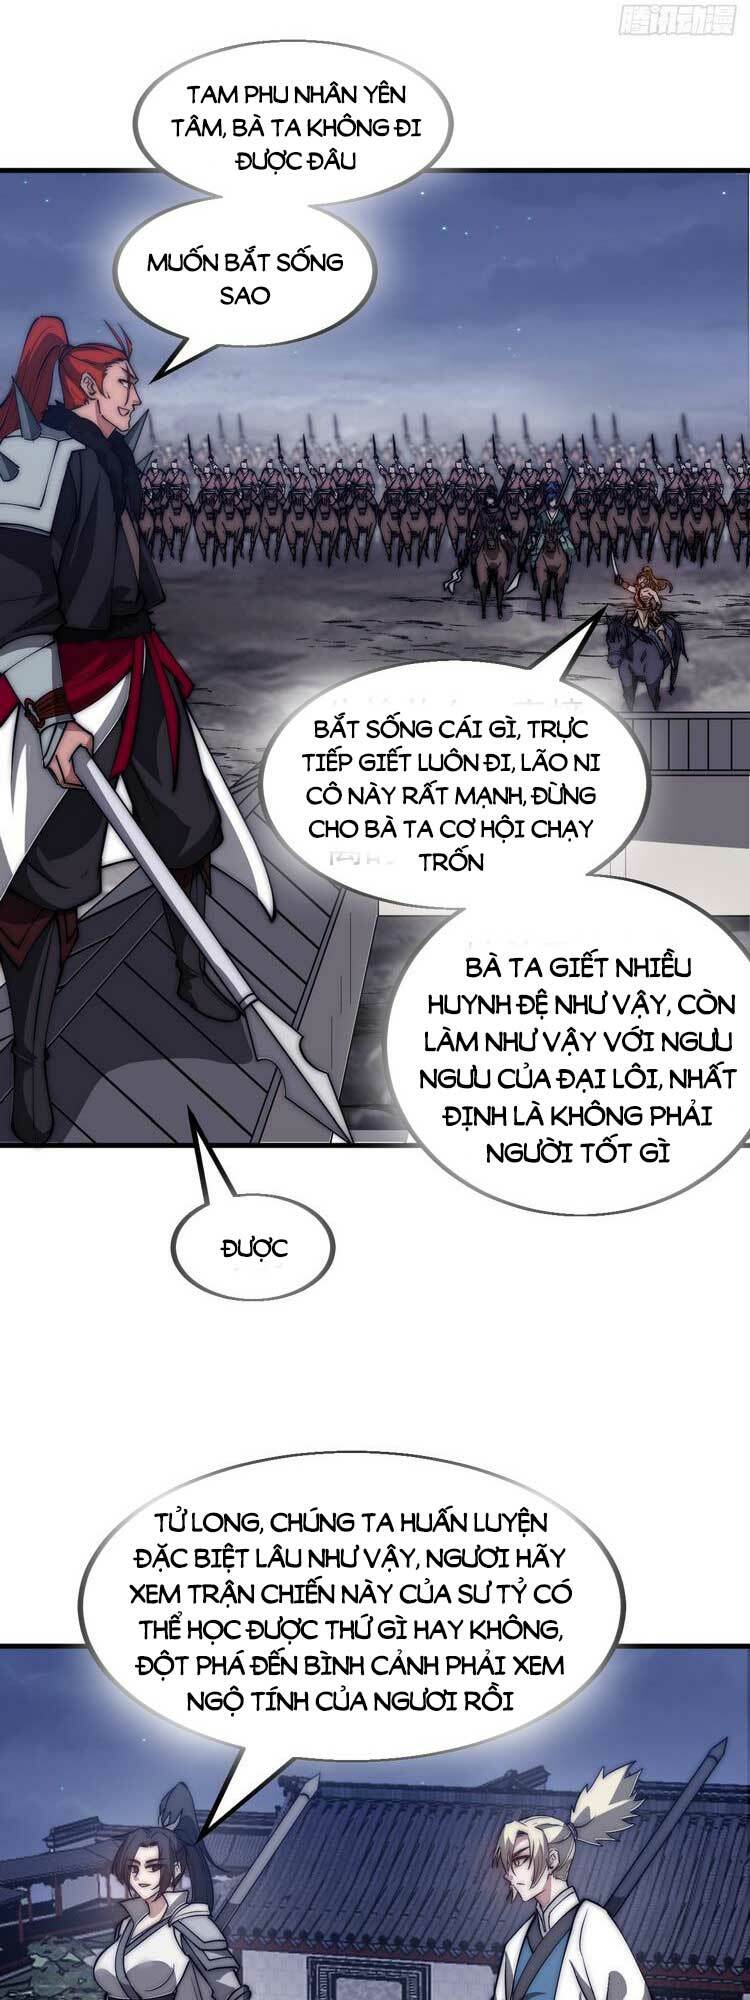 腾讯动漫
TAM PHU NHÂN YÊN
TÂM, BÀ TA KHÔNG ĐI
ĐƯỢC ĐÂU
MUỐN BẮT SỐNG
SAO
BẮT SỐNG CÁI GÌ, TRỰC
TIẾP GIẾT LUÔN ĐI, LÃO NI
CÔ NÀY RẤT MẠNH, ĐỪNG
CHO BÀ TA CƠ HỘI CHẠY
TRỐN
BÀ TA GIẾT NHIỀU
HUYNH ĐỆ NHƯ VẬY, CÒN
LÀM NHƯ VẬY VỚI NGƯU
NGƯU CỦA ĐẠI LÔI, NHẤT
ĐỊNH LÀ KHÔNG PHẢI
NGƯỜI TỐT GÌ
ĐƯỢC
TỬ LONG, CHÚNG TA HUẤN LUYỆN
ĐẶC BIỆT LÂU NHƯ VẬY, NGƯƠI HÃY
XEM TRẬN CHIẾN NÀY CỦA SƯ TỶ CÓ
THỂ HỌC ĐƯỢC THỨ GÌ HAY KHÔNG,
ĐỘT PHÁ ĐẾN BÌNH CẢNH PHẢI XEM
NGỘ TÍNH CỦA NGƯƠI RỒI